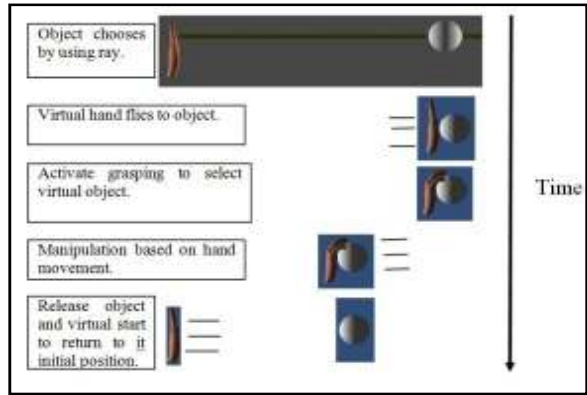 Object chooses
by using ray.
Virtual hand flies to object.
Activate grasping to select
virtual object.
Time
Manipulation based on hand
movement.
Release object
and virtual start
to return to it
initial position.